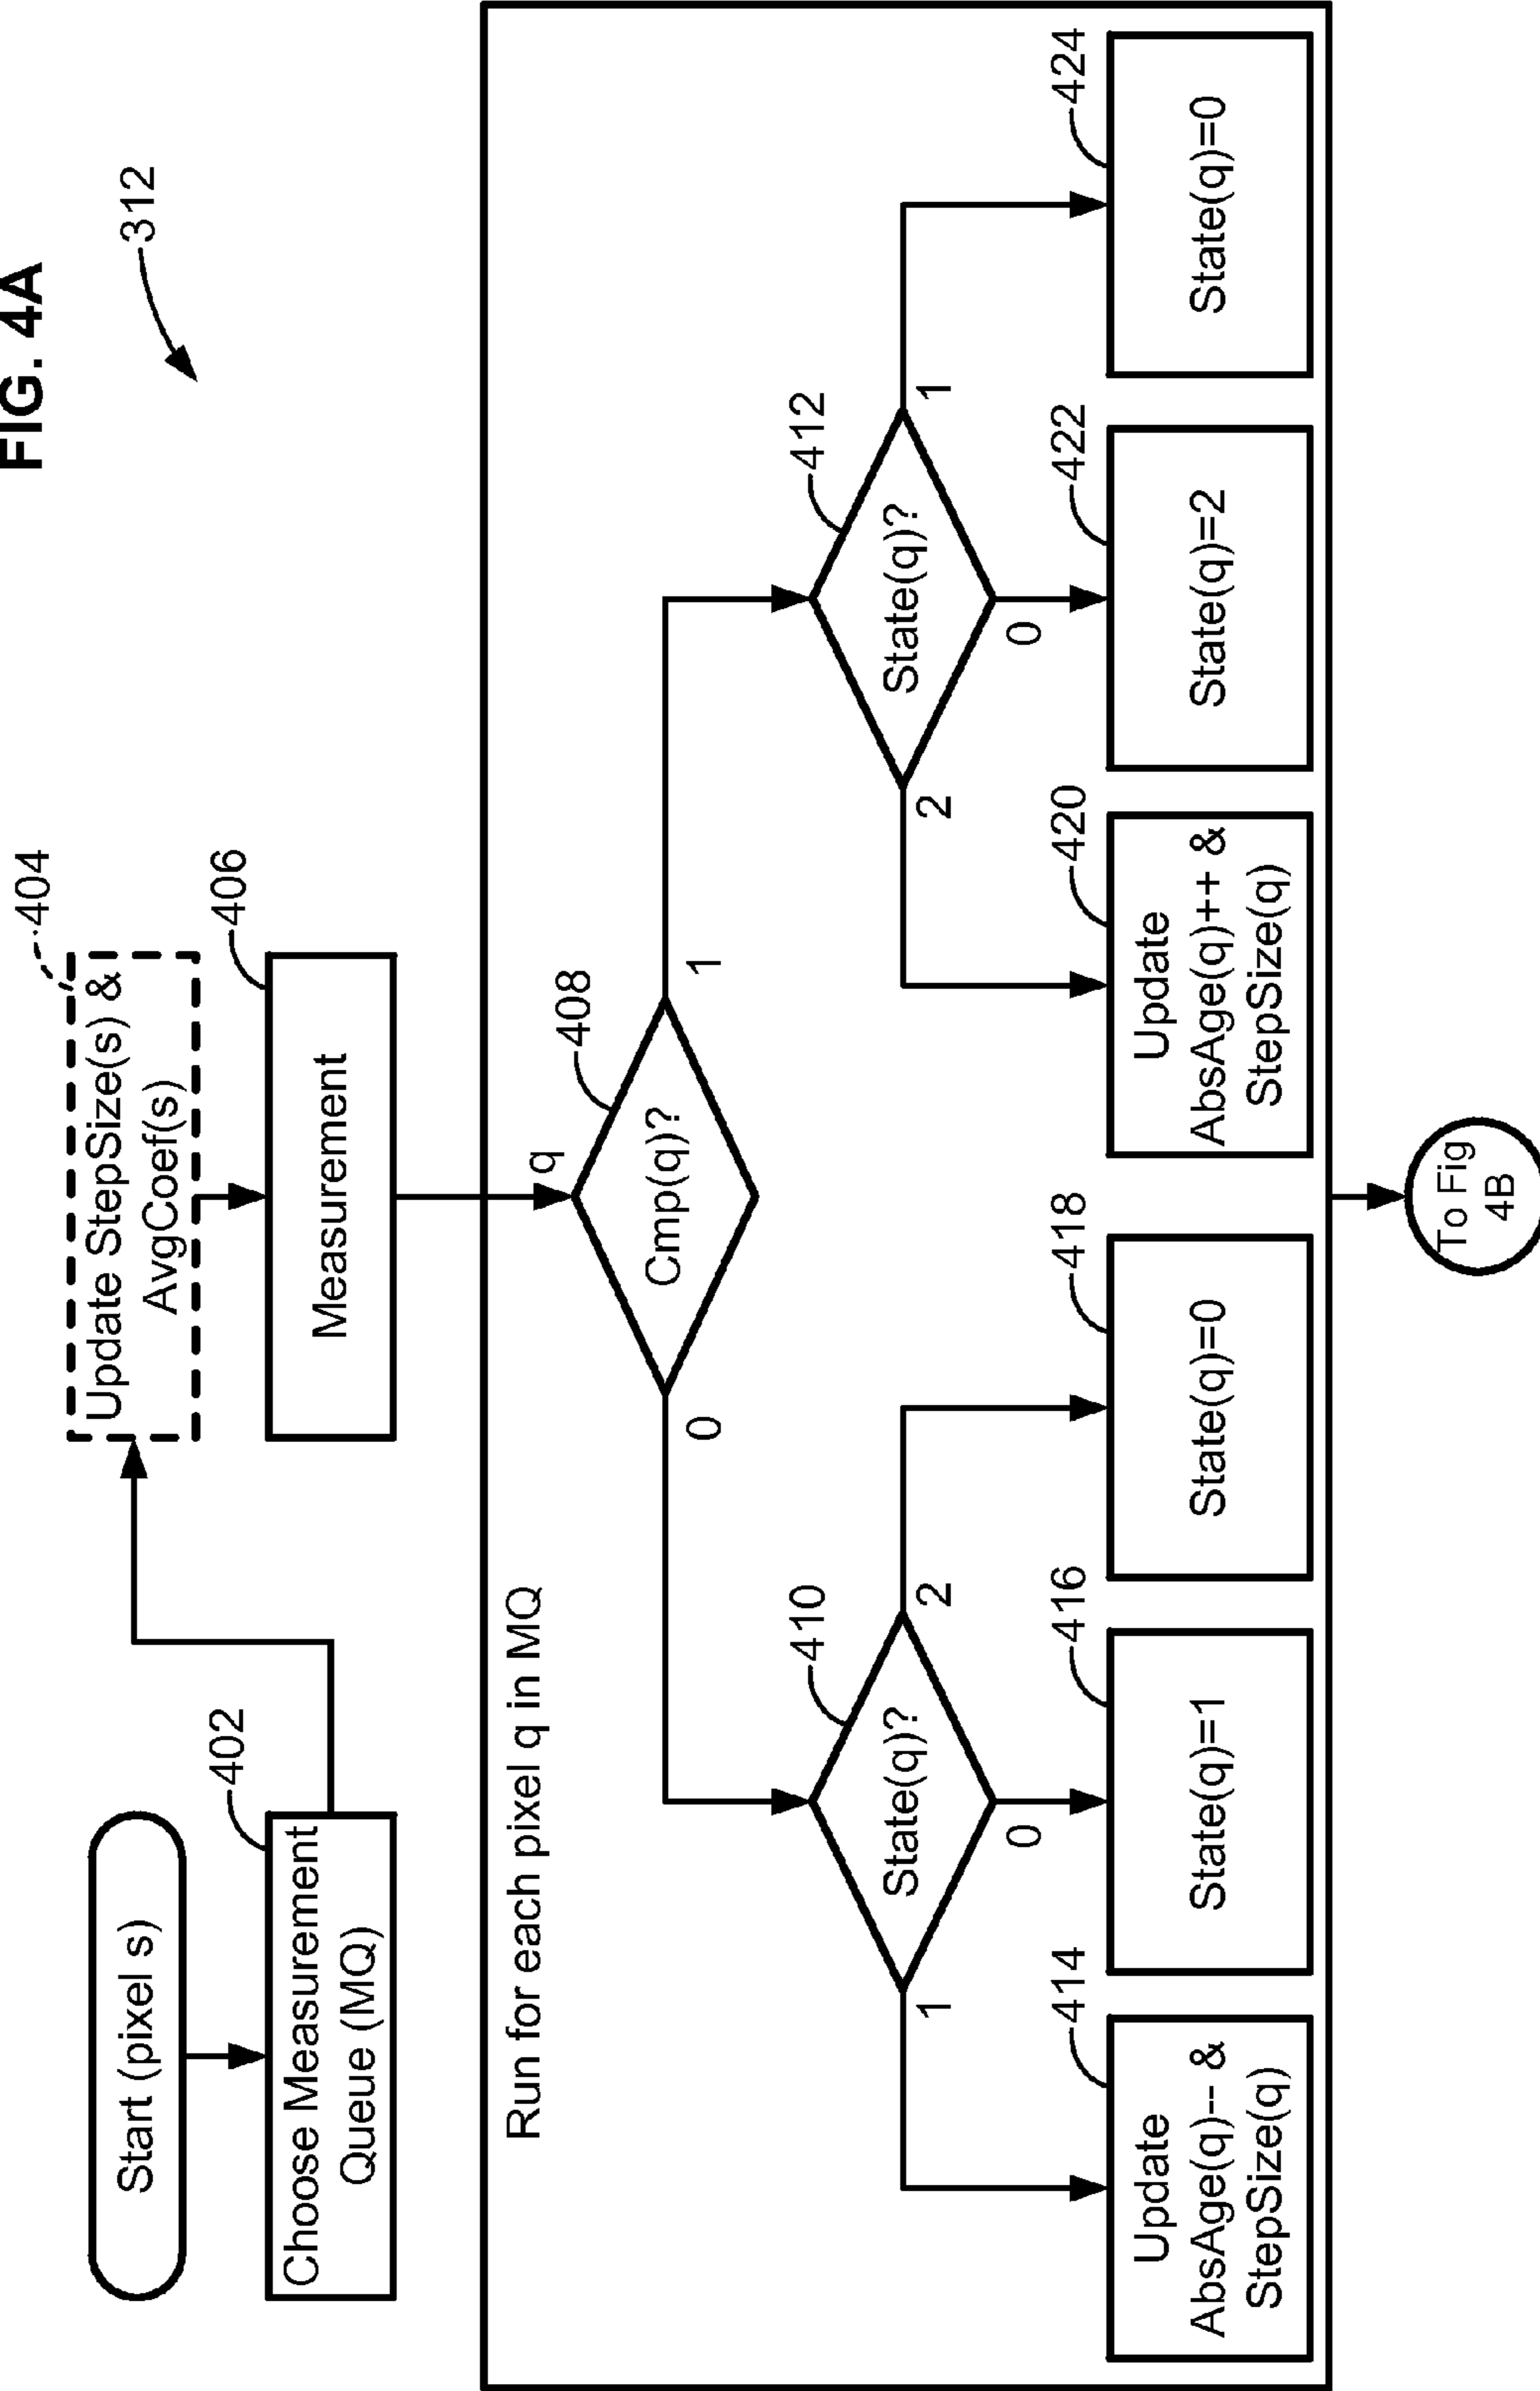 FIG. 4A
312
Start (pixel s)
402
Choose Measurement
Queue (MQ)
404
Update StepSize(s) &
AvgCoef(s)
406
Measurement
Run for each pixel q in MQ
q
408
Cmp(q)?
0
1
410
State(q)?
1
0
2
412
State(q)?
2
0
1
414
Update
AbsAge(q)-- &
StepSize(q)
416
State(q)=1
418
State(q)=0
420
Update
AbsAge(q)++ &
StepSize(q)
422
State(q)=2
424
State(q)=0
To Fig
4B